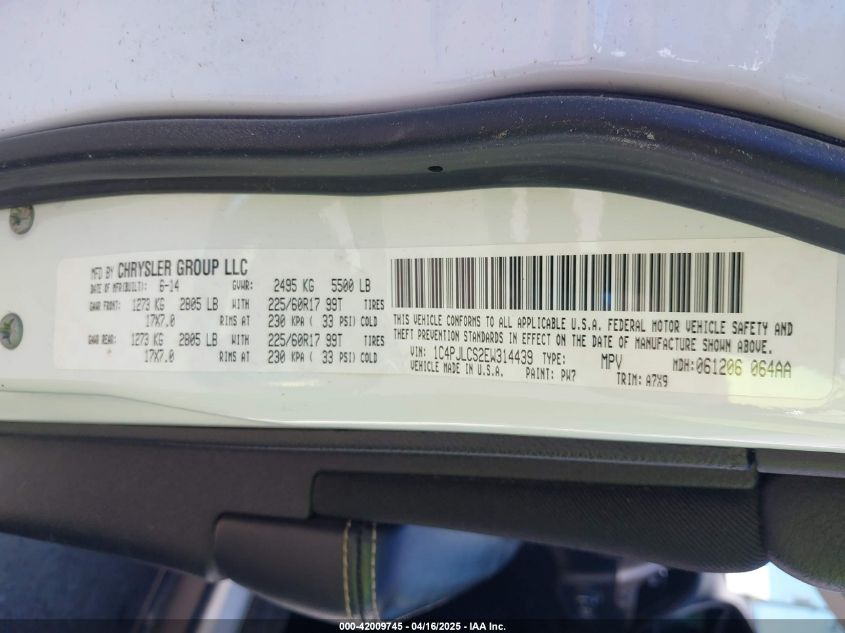 MFD BY CHRYSLER GROUP LLC
DATE OF MFR(BUILT): 6-14 GVWR: 2495 KG 5500 LB
GAWR FRONT: 1273 KG 2805 LB WITH 225/60R17 99T TIRES
17X7.0 RIMS AT 230 KPA ( 33 PSI) COLD
GAWR REAR: 1273 KG 2805 LB WITH 225/60R17 99T TIRES
17X7.0 RIMS AT 230 KPA ( 33 PSI) COLD
THIS VEHICLE CONFORMS TO ALL APPLICABLE U.S.A. FEDERAL MOTOR VEHICLE SAFETY AND
THEFT PREVENTION STANDARDS IN EFFECT ON THE DATE OF MANUFACTURE SHOWN ABOVE.
VIN: 1C4PJLCS2EW314439 TYPE: MPV MDH: 061206 064AA
VEHICLE MADE IN U.S.A. PAINT: PW7 TRIM: A7X9
000-42009745 - 04/16/2025 - IAA Inc.